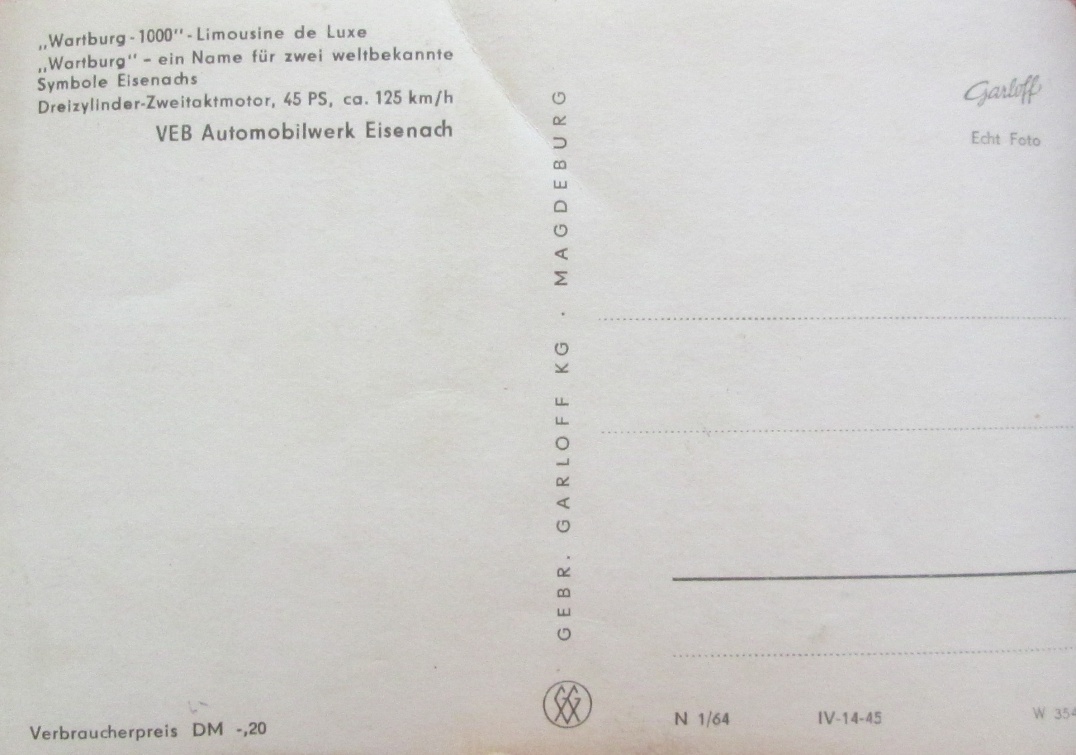 „Wartburg-1000"-Limousine de Luxe
„Wartburg" – ein Name für zwei weltbekannte
Symbole Eisenachs
Dreizylinder-Zweitaktmotor, 45 PS, ca. 125 km/h
VEB Automobilwerk Eisenach
GEBR. GARLOFF KG · MAGDEBURG
Garloff
Echt Foto
Verbraucherpreis DM -,20
N 1/64
IV-14-45
W 354